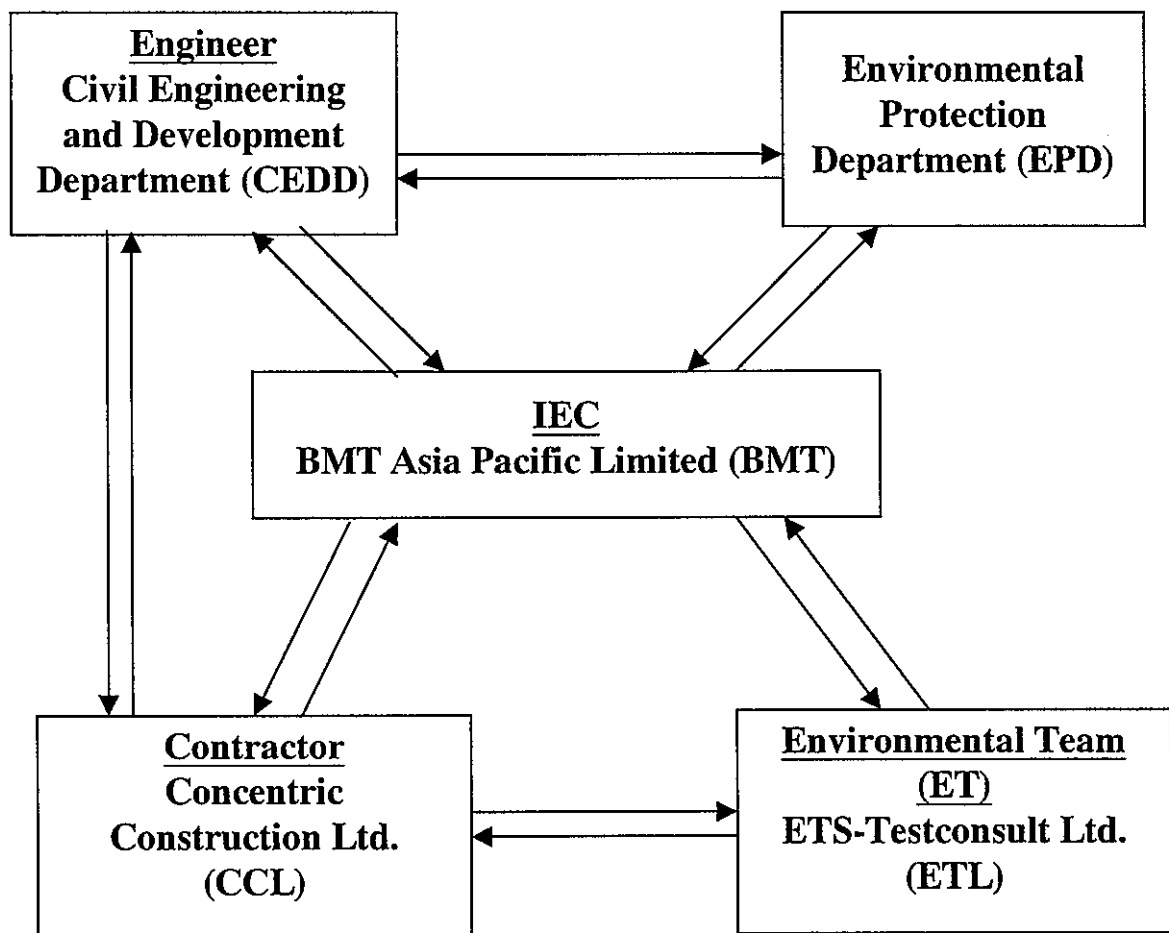 Engineer
Civil Engineering
and Development
Department (CEDD)
Environmental
Protection
Department (EPD)
IEC
BMT Asia Pacific Limited (BMT)
Contractor
Concentric
Construction Ltd.
(CCL)
Environmental Team
(ET)
ETS-Testconsult Ltd.
(ETL)